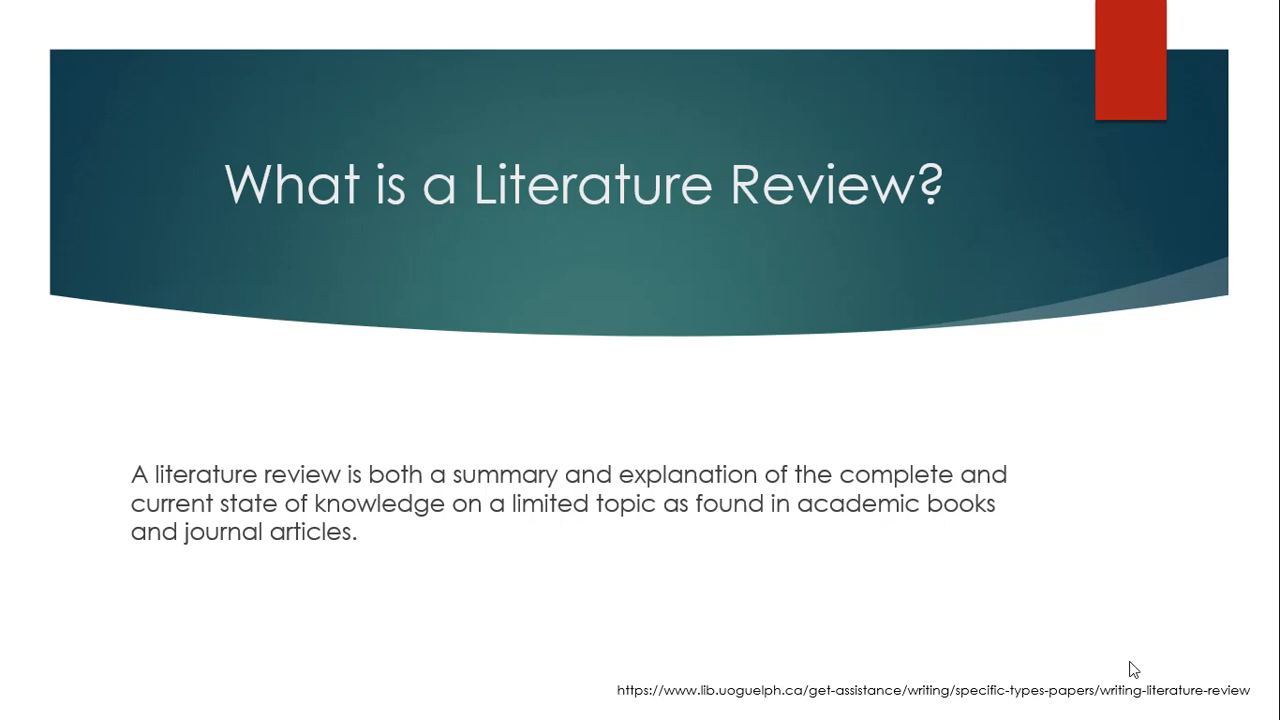 What is a Literature Review?
A literature review is both a summary and explanation of the complete and
current state of knowledge on a limited topic as found in academic books
and journal articles.
https://www.lib.uoguelph.ca/get-assistance/writing/specific-types-papers/writing-literature-review